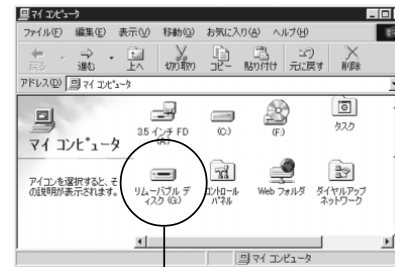 マイ コンピュータ
ファイル(F) 編集(E) 表示(V) 移動(G) お気に入り(A) ヘルプ(H)
戻る 進む 上へ 切り取り コピー 貼り付け 元に戻す 削除
アドレス(D) マイ コンピュータ
マイ コンピュータ
アイコンを選択すると、そ
の説明が表示されます。
3.5 インチ FD
(A:)
(C:)
(F:)
タスク
リムーバブル デ
ィスク (G:)
コントロール
パネル
Web フォルダ
ダイヤルアップ
ネットワーク
マイ コンピュータ